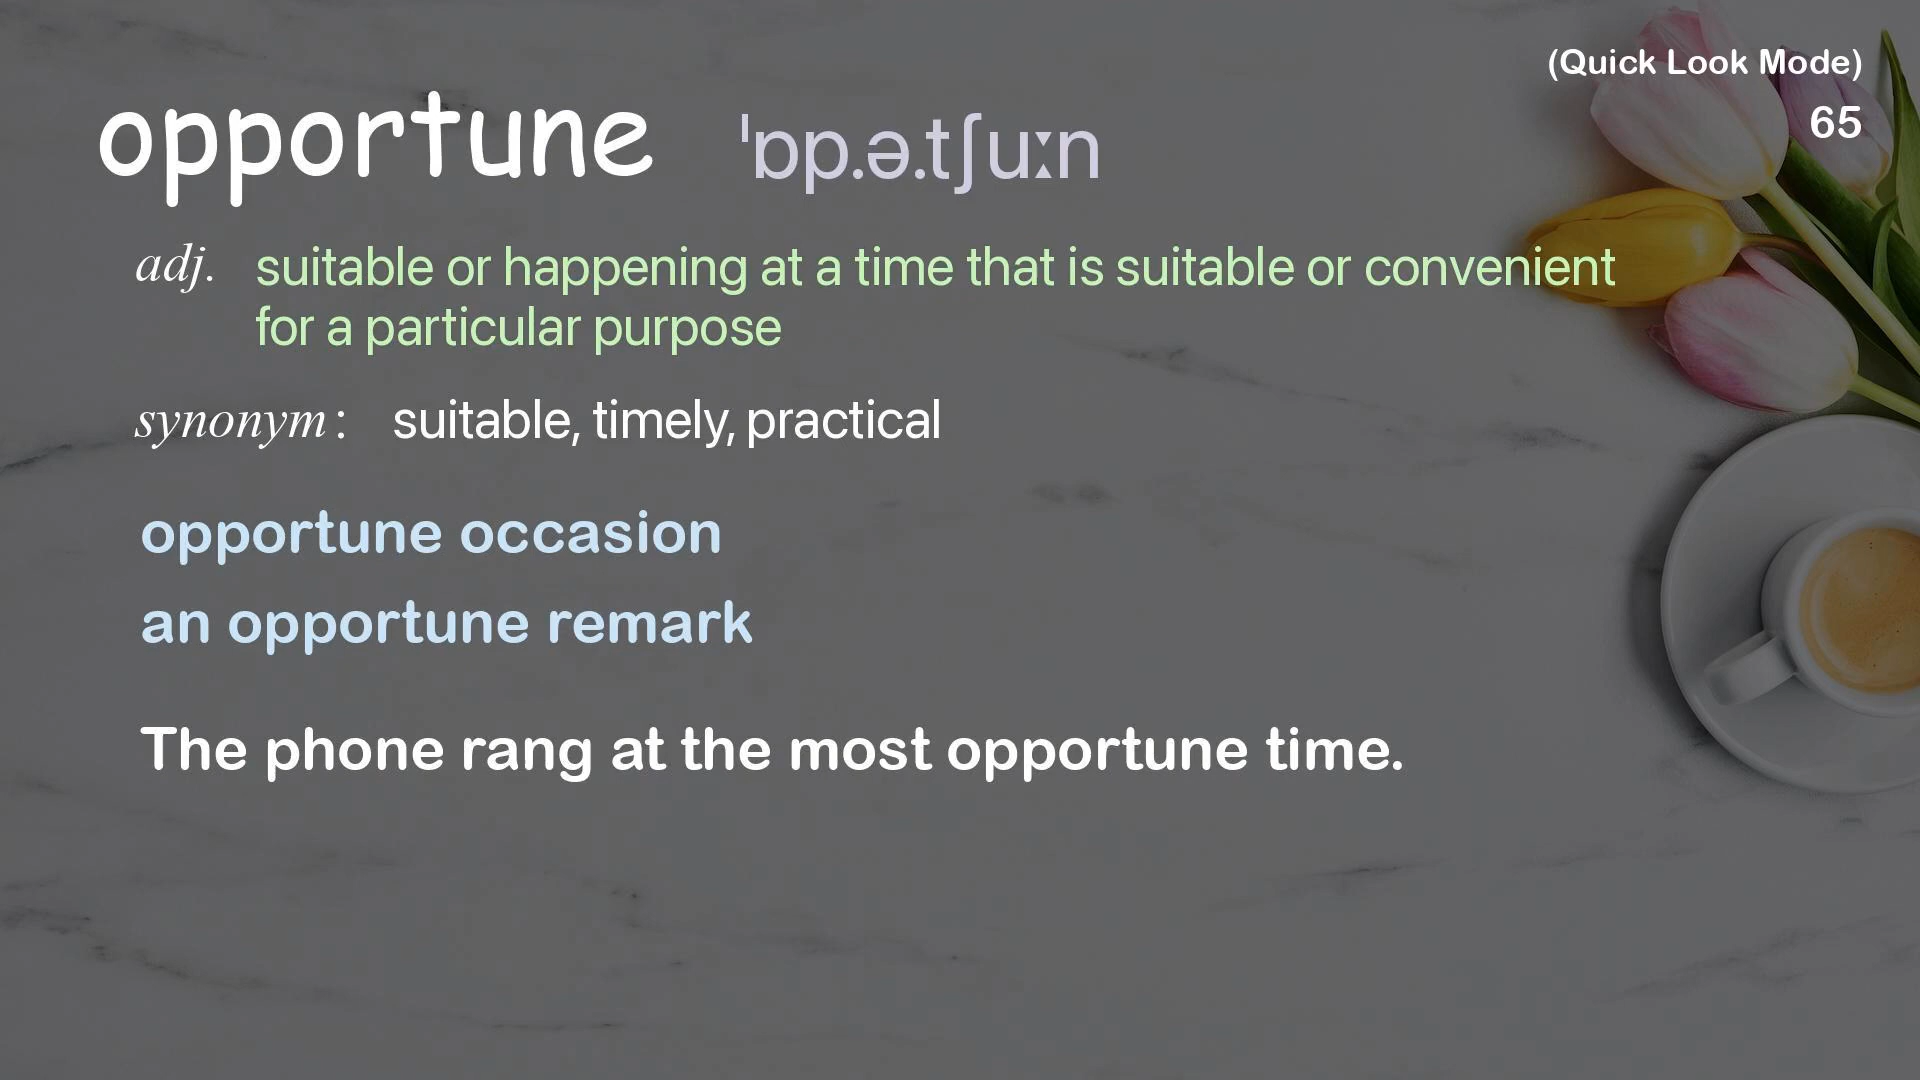 (Quick Look Mode)
65
opportune ˈɒp.ə.tʃuːn
adj. suitable or happening at a time that is suitable or convenient
for a particular purpose
synonym: suitable, timely, practical
opportune occasion
an opportune remark
The phone rang at the most opportune time.